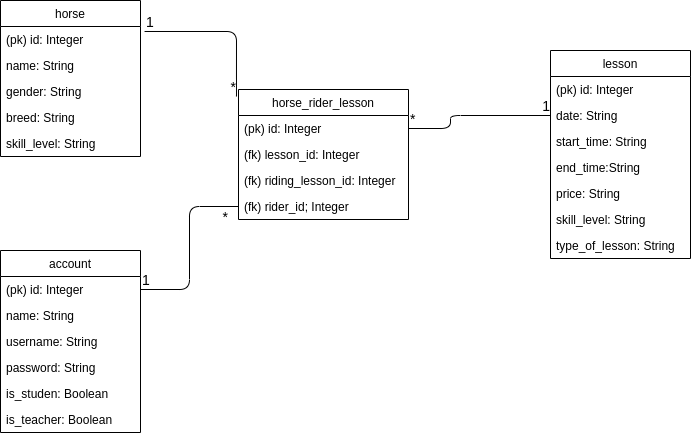 horse
(pk) id: Integer
name: String
gender: String
breed: String
skill_level: String
1
*
horse_rider_lesson
(pk) id: Integer
(fk) lesson_id: Integer
(fk) riding_lesson_id: Integer
(fk) rider_id; Integer
*
*
1
lesson
(pk) id: Integer
date: String
start_time: String
end_time:String
price: String
skill_level: String
type_of_lesson: String
account
(pk) id: Integer
name: String
username: String
password: String
is_studen: Boolean
is_teacher: Boolean
1